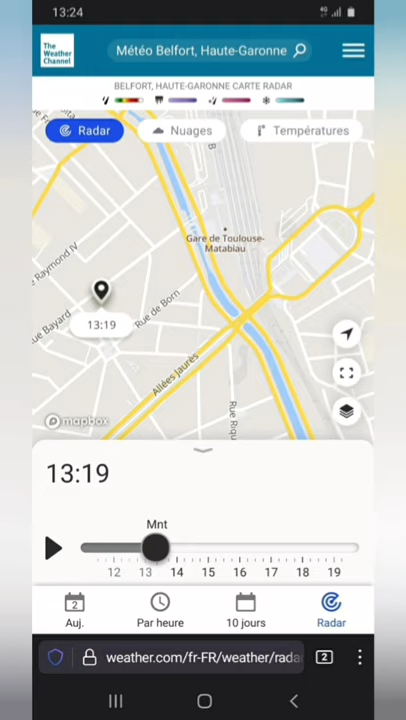 13:24
4G
The
Weather
Channel
Météo Belfort, Haute-Garonne
BELFORT, HAUTE-GARONNE CARTE RADAR
Radar
Nuages
Températures
B
Gare de Toulouse-
Matabiau
Raymond IV
ue Bayard
Rue de Born
13:19
Allées Jaurès
Rue Riqu
mapbox
13:19
Mnt
12 13 14 15 16 17 18 19
2
Auj.
Par heure
10 jours
Radar
weather.com/fr-FR/weather/rada
2